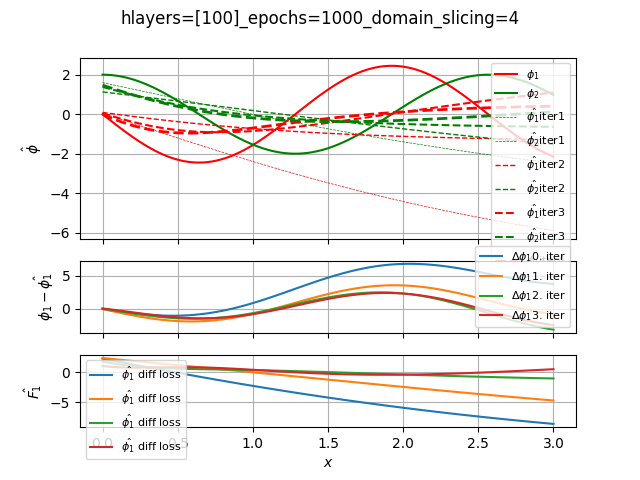 hlayers=[100]_epochs=1000_domain_slicing=4
2
0
−2
−4
−6
ϕ̂
ϕ₁
ϕ₂
ϕ̂₁iter1
ϕ̂₂iter1
ϕ̂₁iter2
ϕ̂₂iter2
ϕ̂₁iter3
ϕ̂₂iter3
5
0
ϕ₁ − ϕ̂₁
Δϕ₁0. iter
Δϕ₁1. iter
Δϕ₁2. iter
Δϕ₁3. iter
0
−5
F̂₁
ϕ̂₁ diff loss
ϕ̂₁ diff loss
ϕ̂₁ diff loss
ϕ̂₁ diff loss
0.0 0.5 1.0 1.5 2.0 2.5 3.0
x